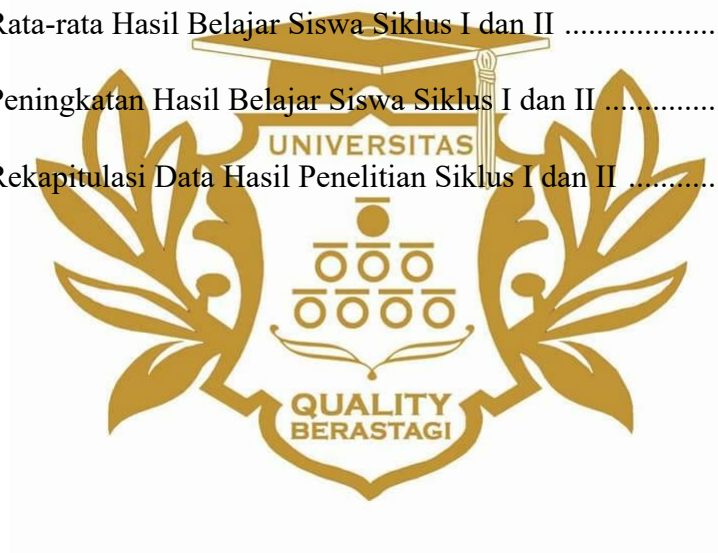 Rata-rata Hasil Belajar Siswa Siklus I dan II ...................
Peningkatan Hasil Belajar Siswa Siklus I dan II ..............
UNIVERSITAS
Rekapitulasi Data Hasil Penelitian Siklus I dan II ...........
QUALITY
BERASTAGI